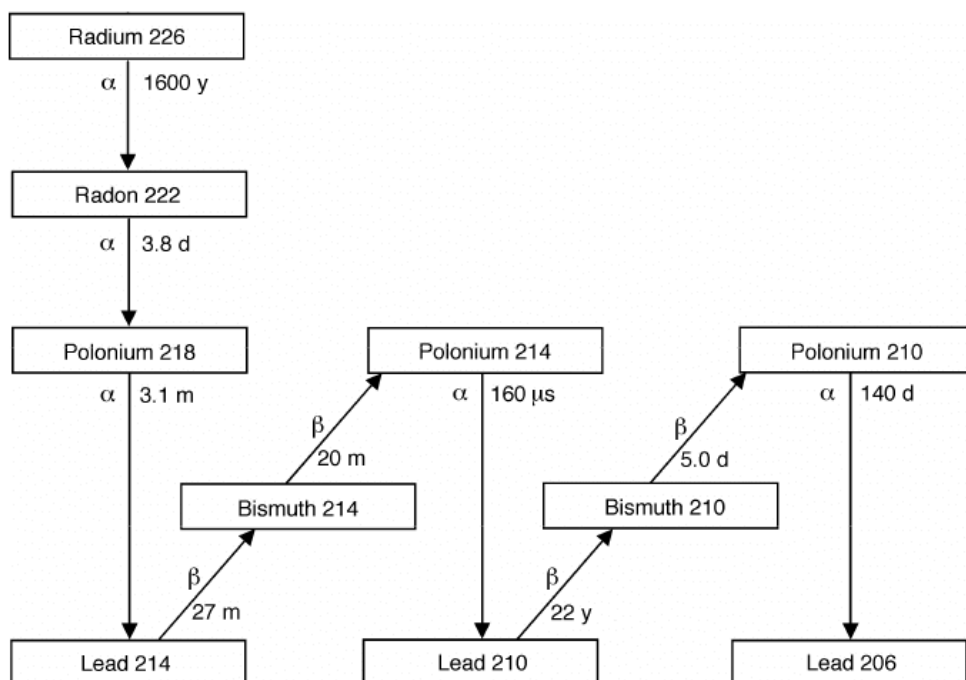 Radium 226
α 1600 y
Radon 222
α 3.8 d
Polonium 218 Polonium 214 Polonium 210
α 3.1 m α 160 μs α 140 d
β β
20 m 5.0 d
Bismuth 214 Bismuth 210
β β
27 m 22 y
Lead 214 Lead 210 Lead 206